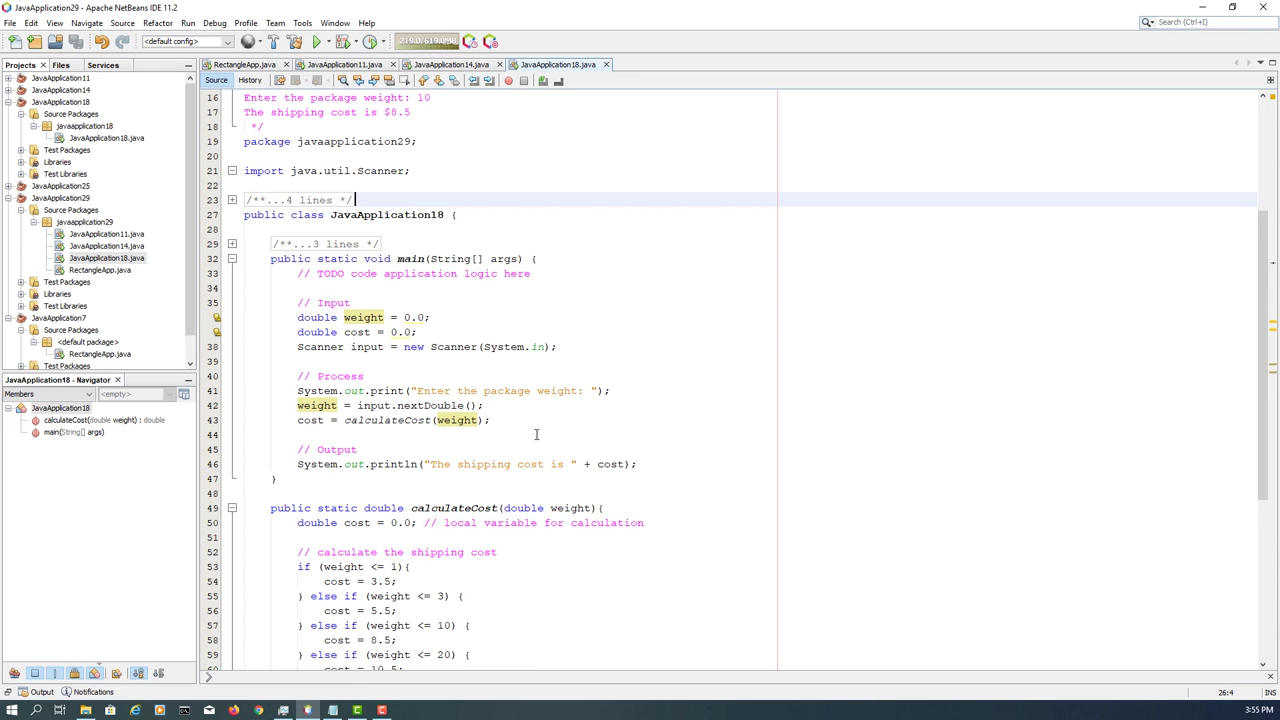 JavaApplication29 - Apache NetBeans IDE 11.2
File Edit View Navigate Source Refactor Run Debug Profile Team Tools Window Help
Search (Ctrl+I)
<default config>
219.0/619.0MB
Projects Files Services
RectangleApp.java JavaApplication11.java JavaApplication14.java JavaApplication18.java
Source History
JavaApplication11
JavaApplication14
JavaApplication18
Source Packages
javaapplication18
JavaApplication18.java
Test Packages
Libraries
Test Libraries
JavaApplication25
JavaApplication29
Source Packages
javaapplication29
JavaApplication11.java
JavaApplication14.java
JavaApplication18.java
RectangleApp.java
Test Packages
Libraries
Test Libraries
JavaApplication7
Source Packages
<default package>
RectangleApp.java
Test Packages
JavaApplication18 - Navigator
Members <empty>
JavaApplication18
calculateCost(double weight) : double
main(String[] args)
16 Enter the package weight: 10
17 The shipping cost is $8.5
18 */
19 package javaapplication29;
20
21 import java.util.Scanner;
22
23 /**...4 lines */
27 public class JavaApplication18 {
28
29 /**...3 lines */
32 public static void main(String[] args) {
33 // TODO code application logic here
34
35 // Input
double weight = 0.0;
double cost = 0.0;
38 Scanner input = new Scanner(System.in);
39
40 // Process
41 System.out.print("Enter the package weight: ");
42 weight = input.nextDouble();
43 cost = calculateCost(weight);
44
45 // Output
46 System.out.println("The shipping cost is " + cost);
47 }
48
49 public static double calculateCost(double weight){
50 double cost = 0.0; // local variable for calculation
51
52 // calculate the shipping cost
53 if (weight <= 1){
54 cost = 3.5;
55 } else if (weight <= 3) {
56 cost = 5.5;
57 } else if (weight <= 10) {
58 cost = 8.5;
59 } else if (weight <= 20) {
60 cost = 10.5;
Output Notifications
26:4 INS
3:55 PM